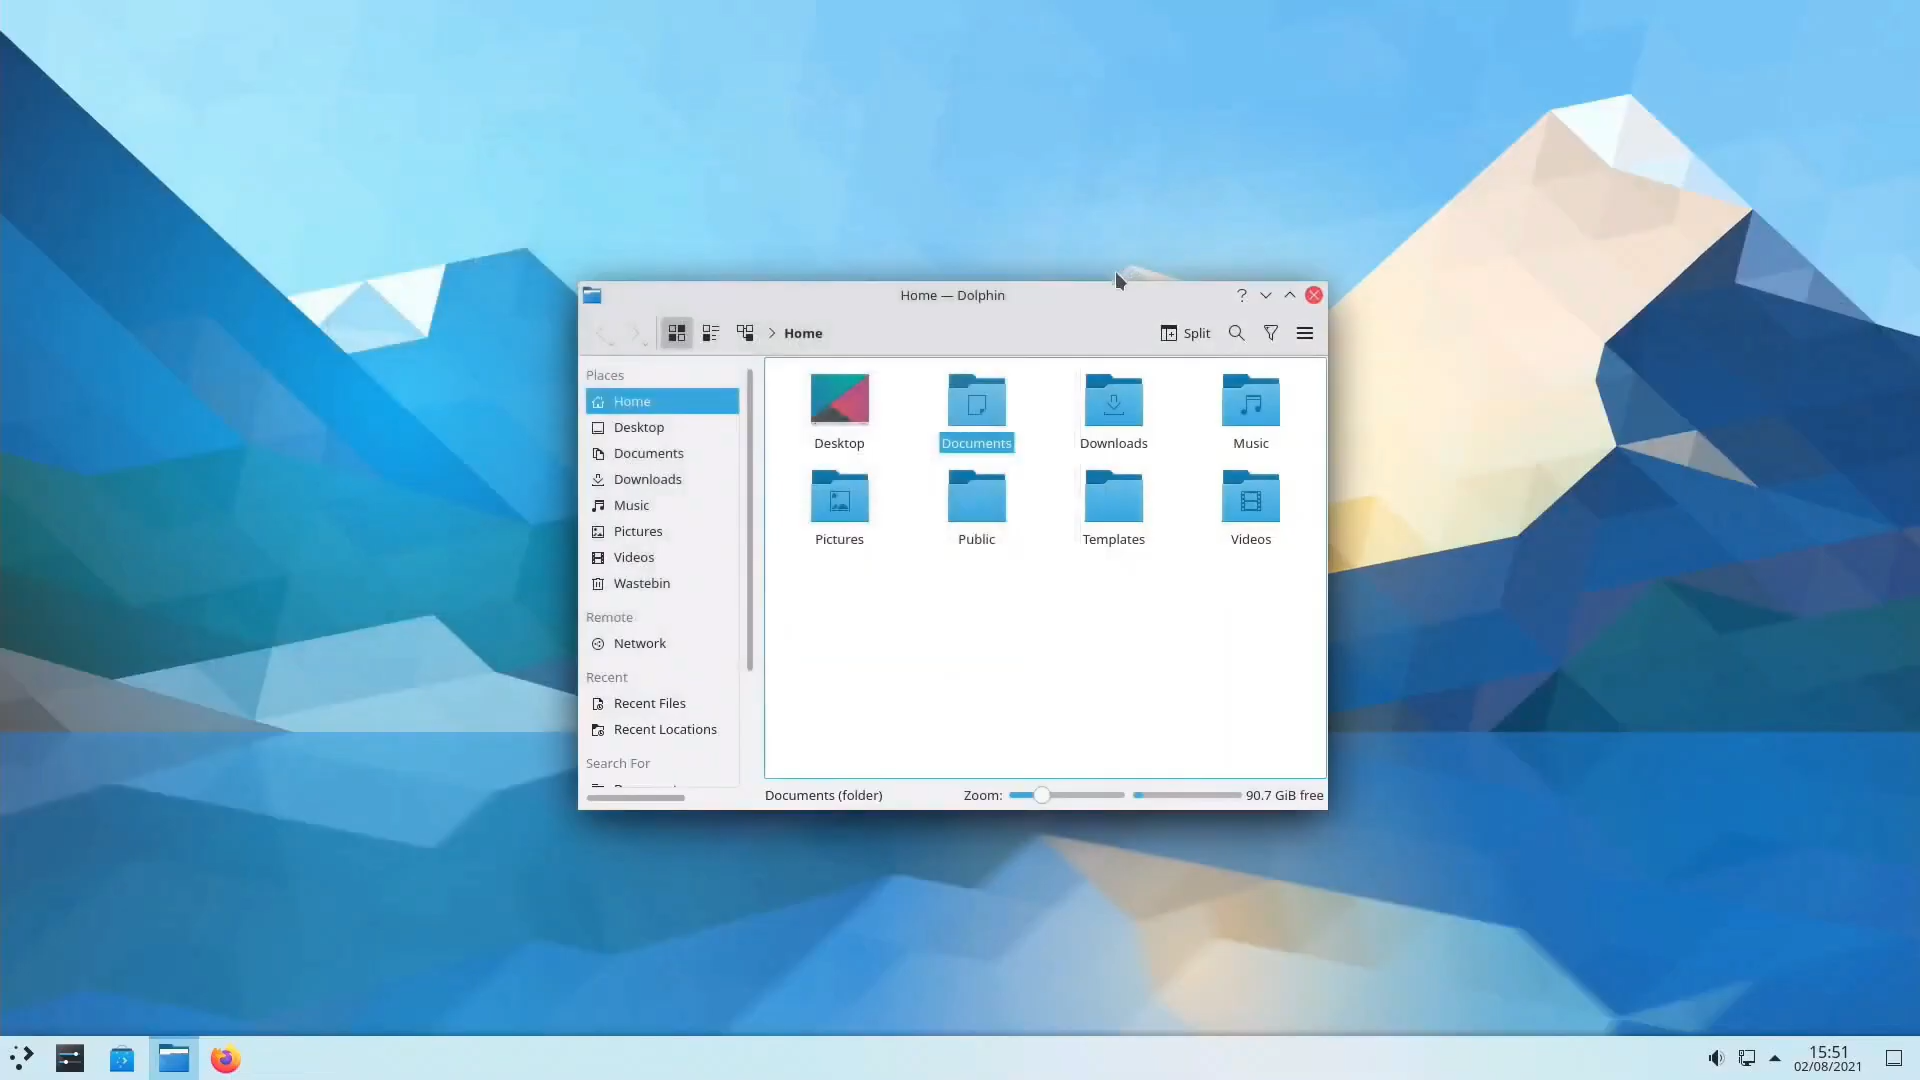 Home — Dolphin
Home
Split
Places
Home
Desktop
Documents
Downloads
Music
Pictures
Videos
Wastebin
Remote
Network
Recent
Recent Files
Recent Locations
Search For
Desktop
Documents
Downloads
Music
Pictures
Public
Templates
Videos
Documents (folder)
Zoom:
90.7 GiB free
15:51
02/08/2021